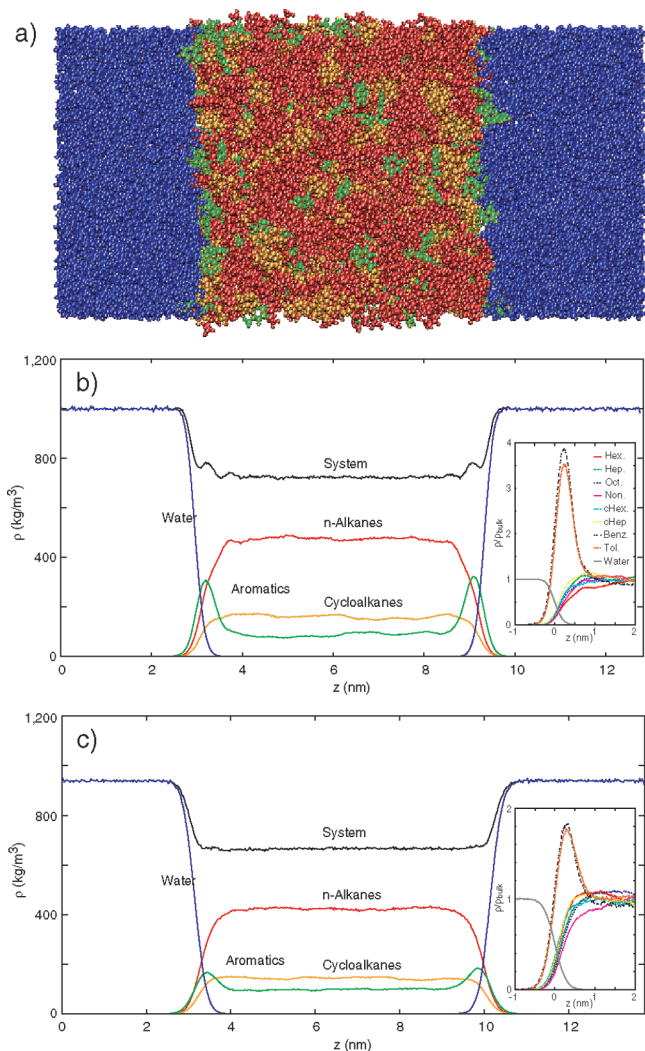 a)
b)
1,200
800
400
0
ρ (kg/m3)
System
Water
n-Alkanes
Aromatics
Cycloalkanes
0 2 4 6 8 10 12
z (nm)
4
3
2
1
0
ρ/ρbulk
Hex.
Hep.
Oct.
Non.
cHex.
cHep
Benz.
Tol.
Water
-1 0 1 2
z (nm)
c)
1,200
800
400
0
ρ (kg/m3)
System
Water
n-Alkanes
Aromatics
Cycloalkanes
0 2 4 6 8 10 12
z (nm)
2
1
0
ρ/ρbulk
-1 0 1 2
z (nm)